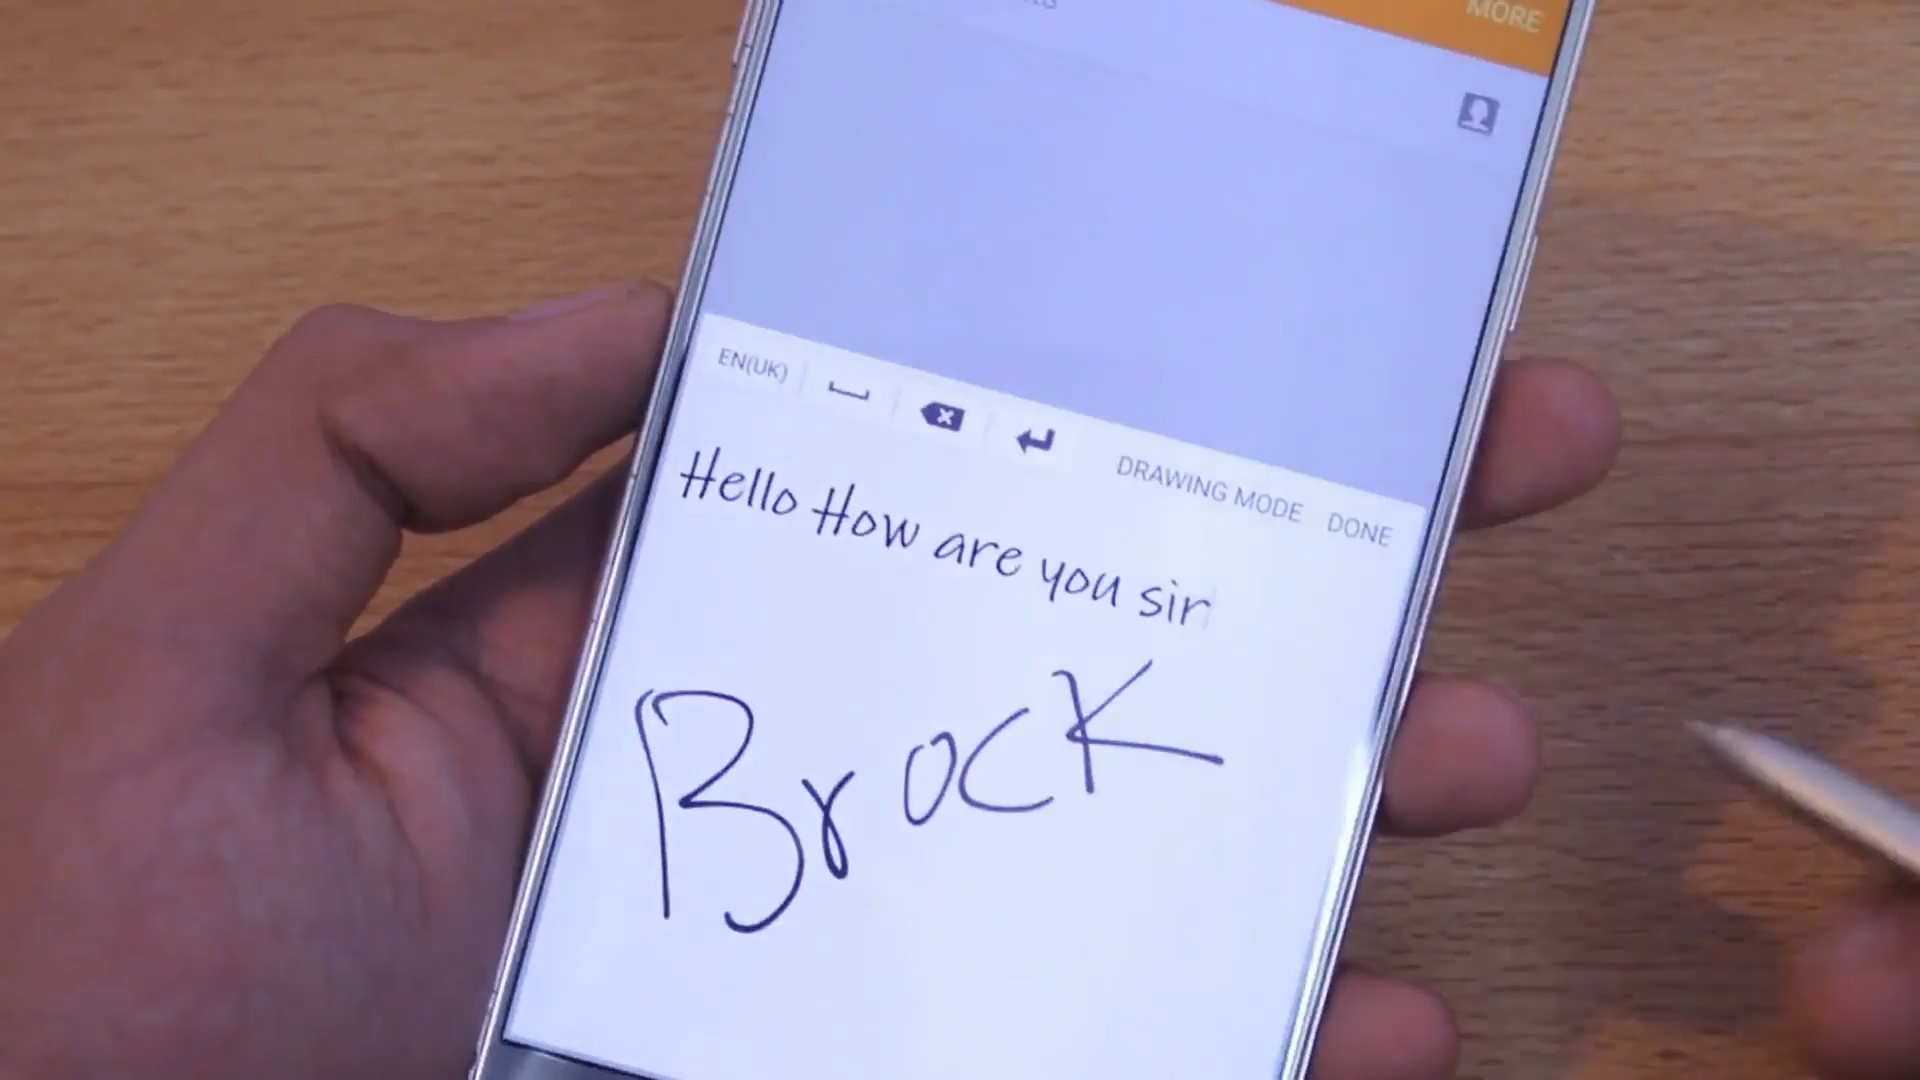 MORE
EN(UK)
DRAWING MODE DONE
Hello How are you sir
Brock